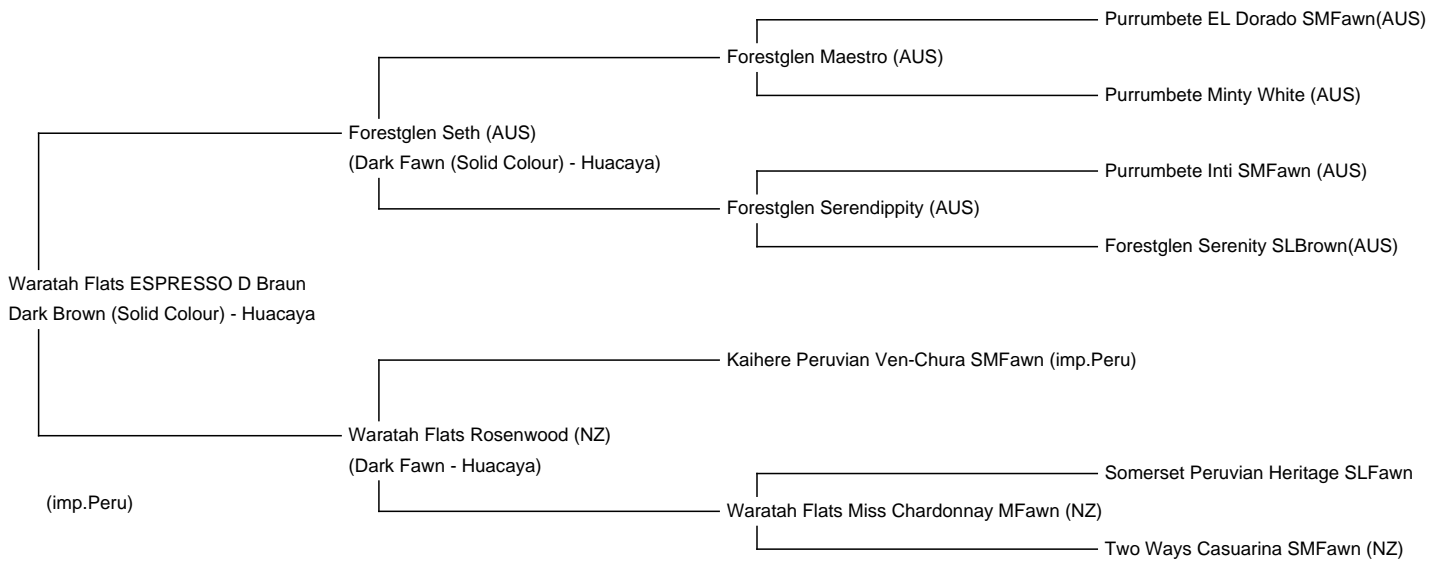 Purrumbete EL Dorado SMFawn(AUS)
Forestglen Maestro (AUS)
Purrumbete Minty White (AUS)
Forestglen Seth (AUS)
(Dark Fawn (Solid Colour) - Huacaya)
Purrumbete Inti SMFawn (AUS)
Forestglen Serendippity (AUS)
Forestglen Serenity SLBrown(AUS)
Waratah Flats ESPRESSO D Braun
Dark Brown (Solid Colour) - Huacaya
Kaihere Peruvian Ven-Chura SMFawn (imp.Peru)
Waratah Flats Rosenwood (NZ)
(Dark Fawn - Huacaya)
Somerset Peruvian Heritage SLFawn
(imp.Peru)
Waratah Flats Miss Chardonnay MFawn (NZ)
Two Ways Casuarina SMFawn (NZ)